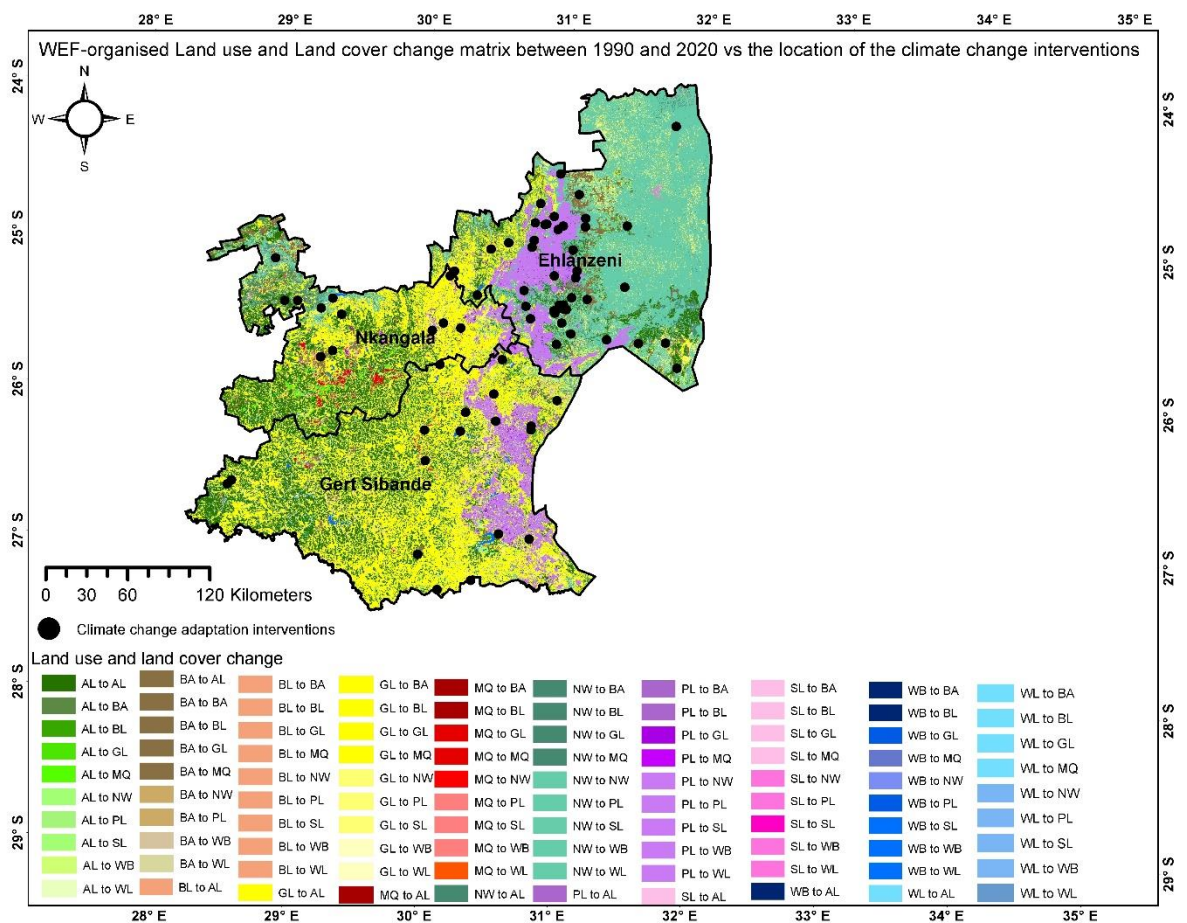 28° E 29° E 30° E 31° E 32° E 33° E 34° E 35° E
WEF-organised Land use and Land cover change matrix between 1990 and 2020 vs the location of the climate change interventions
N
W E
S
24° S 24° S
25° S 25° S
Ehlanzeni
Nkangala
26° S 26° S
Gert Sibande
27° S 27° S
0 30 60 120 Kilometers
Climate change adaptation interventions
Land use and land cover change
28° S 28° S
29° S 29° S
AL to AL
AL to BA
AL to BL
AL to GL
AL to MQ
AL to NW
AL to PL
AL to SL
AL to WB
AL to WL
BA to AL
BA to BA
BA to BL
BA to GL
BA to MQ
BA to NW
BA to PL
BA to WB
BA to WL
BL to AL
BL to BA
BL to BL
BL to GL
BL to MQ
BL to NW
BL to PL
BL to SL
BL to WB
BL to WL
GL to AL
GL to BA
GL to BL
GL to GL
GL to MQ
GL to NW
GL to PL
GL to SL
GL to WB
GL to WL
MQ to AL
MQ to BA
MQ to BL
MQ to GL
MQ to MQ
MQ to NW
MQ to PL
MQ to SL
MQ to WB
MQ to WL
NW to AL
NW to BA
NW to BL
NW to GL
NW to MQ
NW to NW
NW to PL
NW to SL
NW to WB
NW to WL
PL to AL
PL to BA
PL to BL
PL to GL
PL to MQ
PL to NW
PL to PL
PL to SL
PL to WB
PL to WL
SL to AL
SL to BA
SL to BL
SL to GL
SL to MQ
SL to NW
SL to PL
SL to SL
SL to WB
SL to WL
WB to AL
WB to BA
WB to BL
WB to GL
WB to MQ
WB to NW
WB to PL
WB to SL
WB to WB
WB to WL
WL to AL
WL to BA
WL to BL
WL to GL
WL to MQ
WL to NW
WL to PL
WL to SL
WL to WB
WL to WL
28° E 29° E 30° E 31° E 32° E 33° E 34° E 35° E